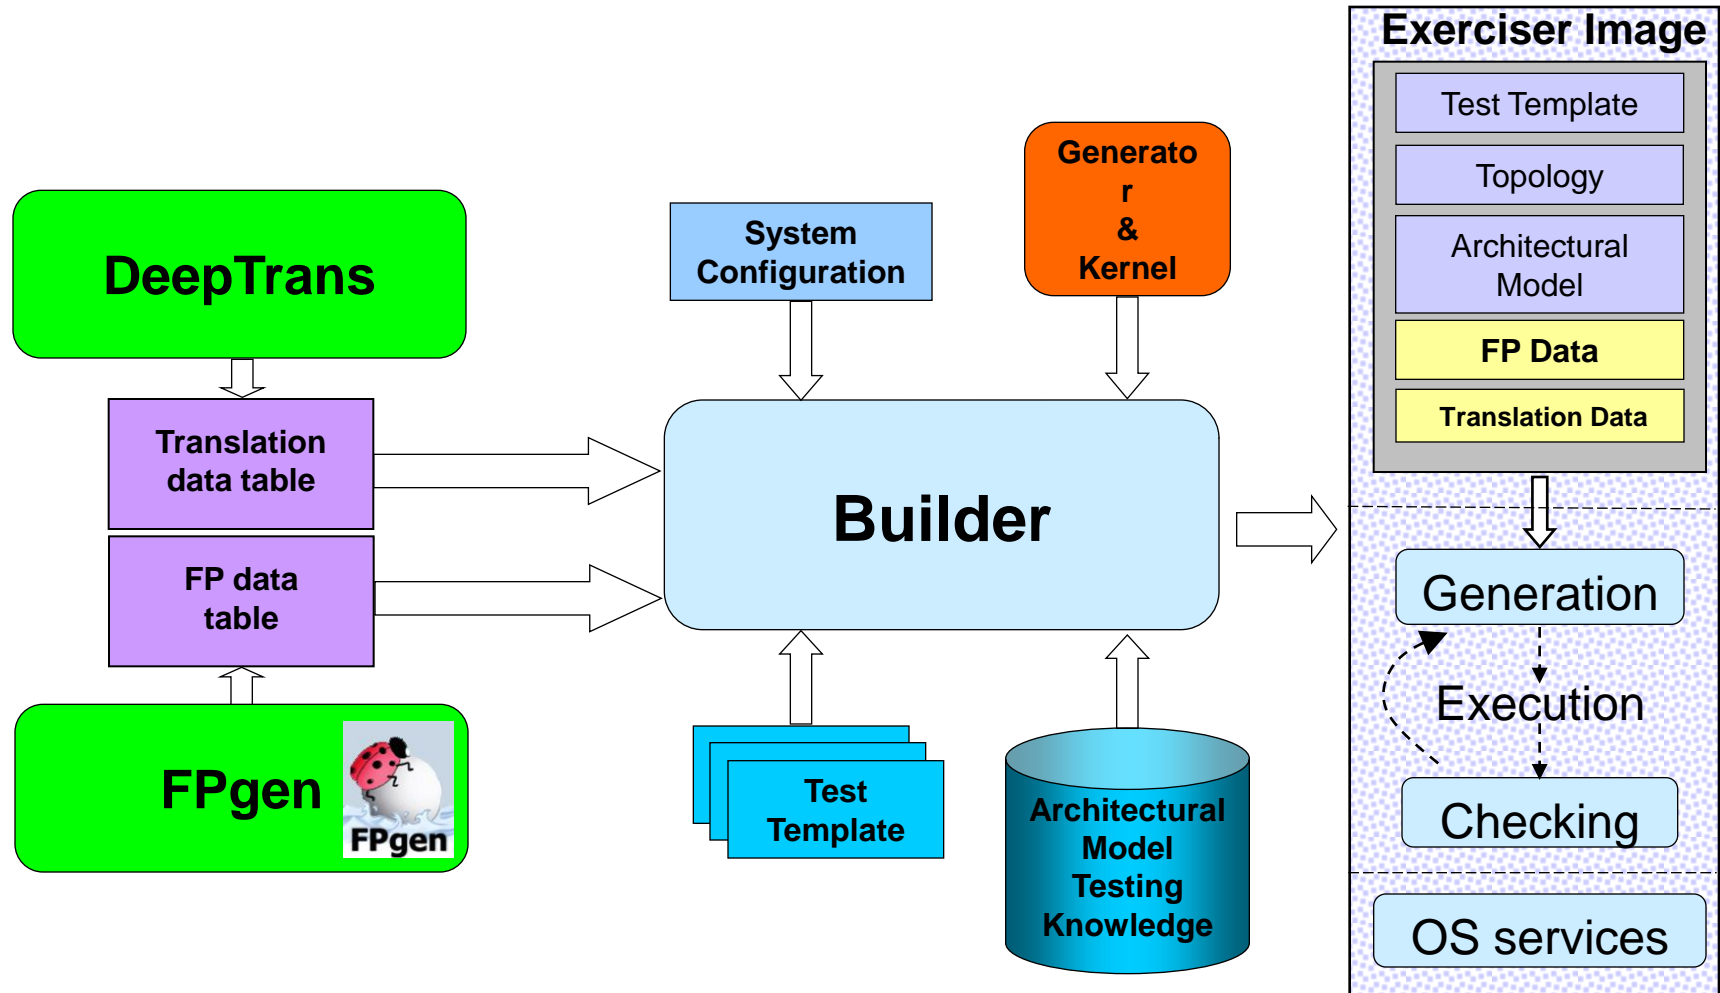 Exerciser Image
Test Template
Topology
Architectural
Model
FP Data
Translation Data
Generation
Execution
Checking
OS services
Generato
r
&
Kernel
System
Configuration
DeepTrans
Translation
data table
FP data
table
Builder
FPgen
FPgen
Test
Template
Architectural
Model
Testing
Knowledge